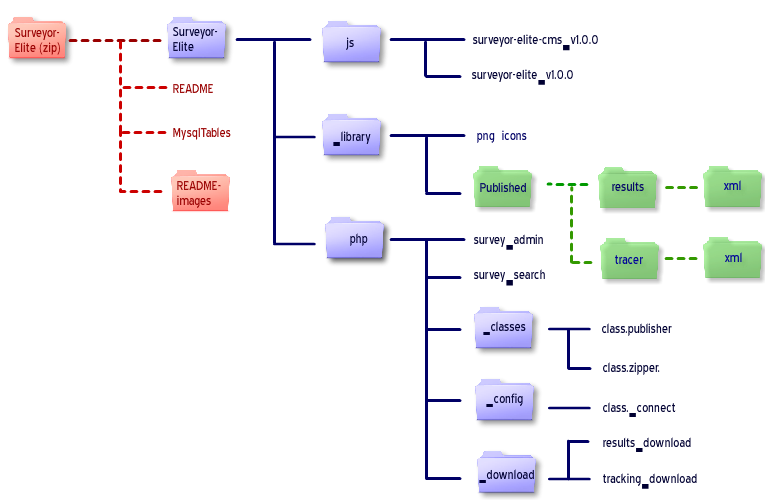 Surveyor-
Elite (zip)
Surveyor-
Elite
README
MysqlTables
README-
images
js
surveyor-elite-cms_v1.0.0
surveyor-elite_v1.0.0
_library
png icons
Published
results
xml
tracer
xml
php
survey_admin
survey_search
_classes
class.publisher
class.zipper.
_config
class._connect
_download
results_download
tracking_download